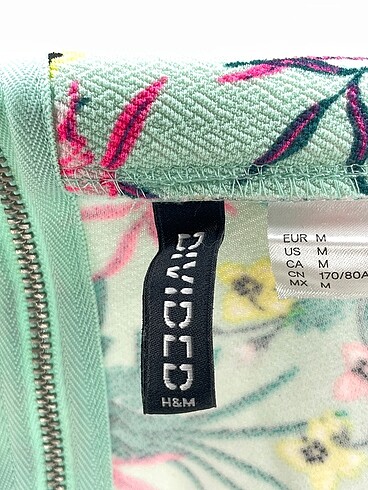 DIVIDED
H&M
EUR M
US M
CA M
CN 170/80A
MX M